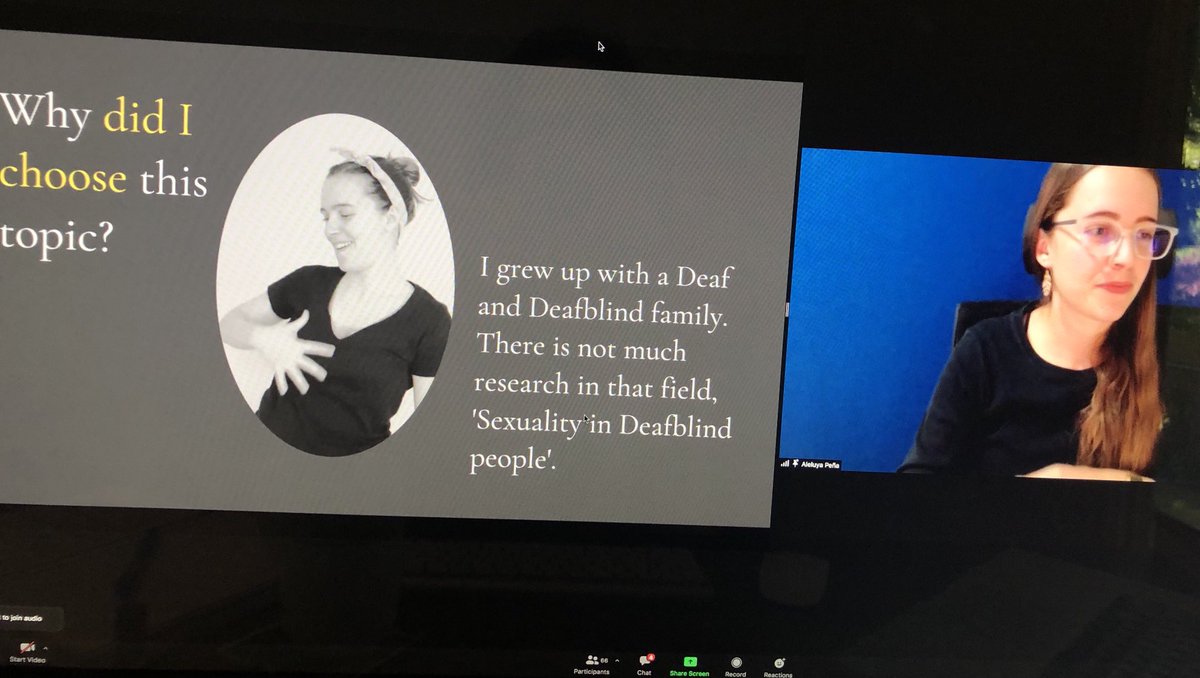 Why did I
choose this
topic?
I grew up with a Deaf
and Deafblind family.
There is not much
research in that field,
'Sexuality in Deafblind
people'.
Aleluya Peña
to join audio
Start Video
66
Participants
4
Chat
Share Screen
Record
Reactions